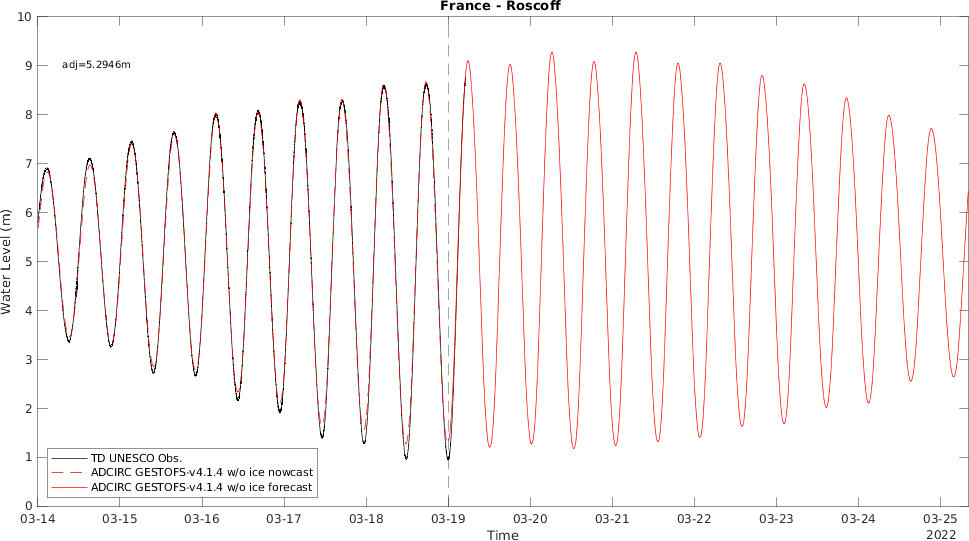 France - Roscoff
adj=5.2946m
Water Level (m)
10
9
8
7
6
5
4
3
2
1
0
TD UNESCO Obs.
ADCIRC GESTOFS-v4.1.4 w/o ice nowcast
ADCIRC GESTOFS-v4.1.4 w/o ice forecast
03-14 03-15 03-16 03-17 03-18 03-19 03-20 03-21 03-22 03-23 03-24 03-25
Time
2022